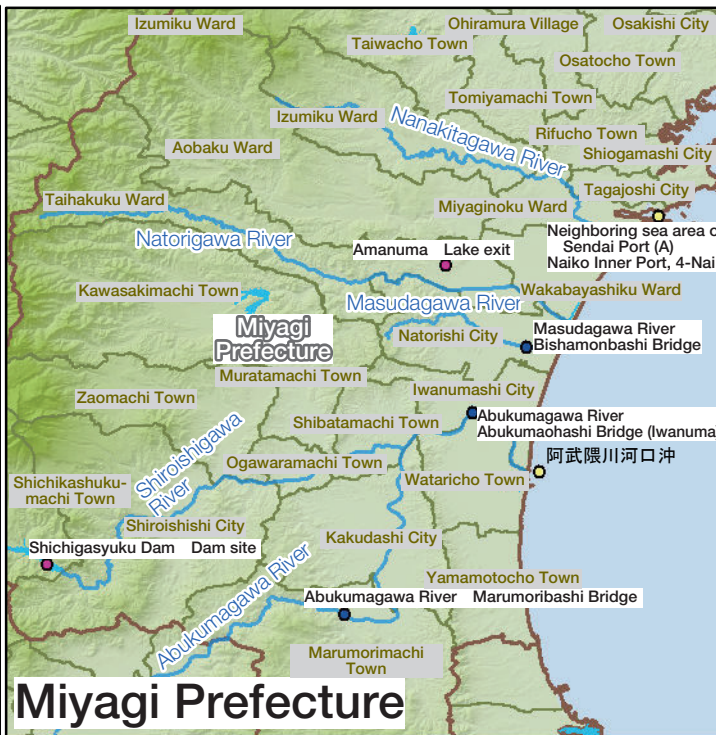 Izumiku Ward
Ohiramura Village
Osakishi City
Taiwacho Town
Osatocho Town
Tomiyamachi Town
Izumiku Ward
Nanakitagawa River
Rifucho Town
Aobaku Ward
Shiogamashi City
Tagajoshi City
Taihakuku Ward
Miyaginoku Ward
Neighboring sea area o
Sendai Port (A)
Naiko Inner Port, 4-Nai
Natorigawa River
Amanuma Lake exit
Kawasakimachi Town
Wakabayashiku Ward
Masudagawa River
Miyagi
Prefecture
Natorishi City
Masudagawa River
Bishamonbashi Bridge
Muratamachi Town
Iwanumashi City
Zaomachi Town
Shibatamachi Town
Abukumagawa River
Abukumaohashi Bridge (Iwanuma)
Shiroishigawa
River
Ogawaramachi Town
阿武隈川河口沖
Shichikashuku-
machi Town
Wataricho Town
Shiroishishi City
Kakudashi City
Shichigasyuku Dam Dam site
Abukumagawa River
Yamamotocho Town
Abukumagawa River Marumoribashi Bridge
Marumorimachi
Town
Miyagi Prefecture